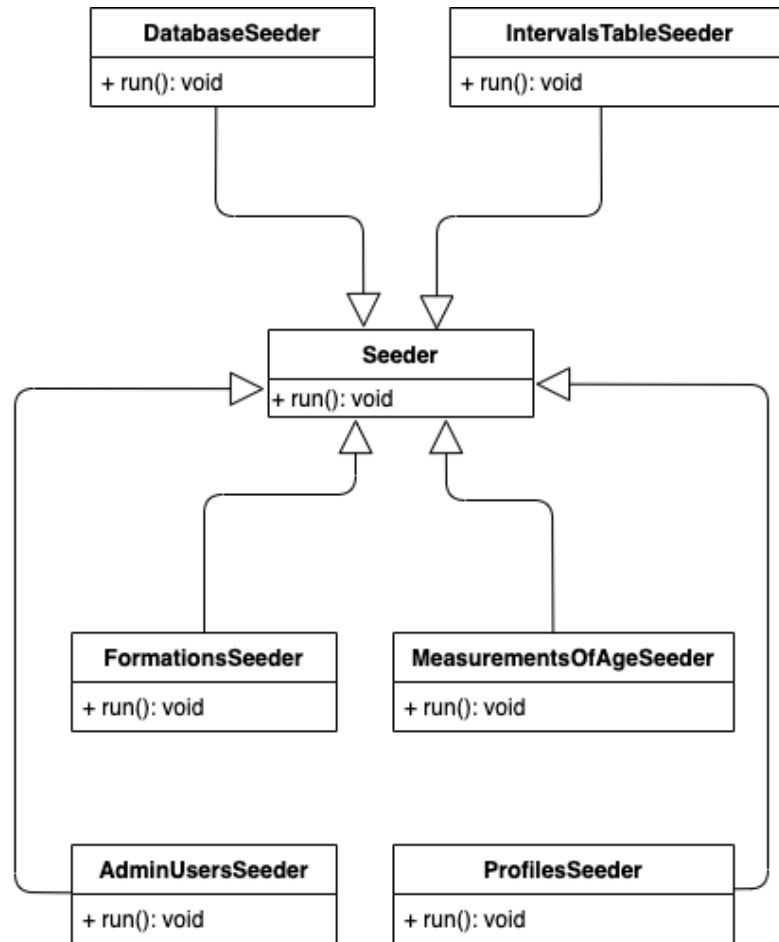 DatabaseSeeder
+ run(): void
IntervalsTableSeeder
+ run(): void
Seeder
+ run(): void
FormationsSeeder
+ run(): void
MeasurementsOfAgeSeeder
+ run(): void
AdminUsersSeeder
+ run(): void
ProfilesSeeder
+ run(): void